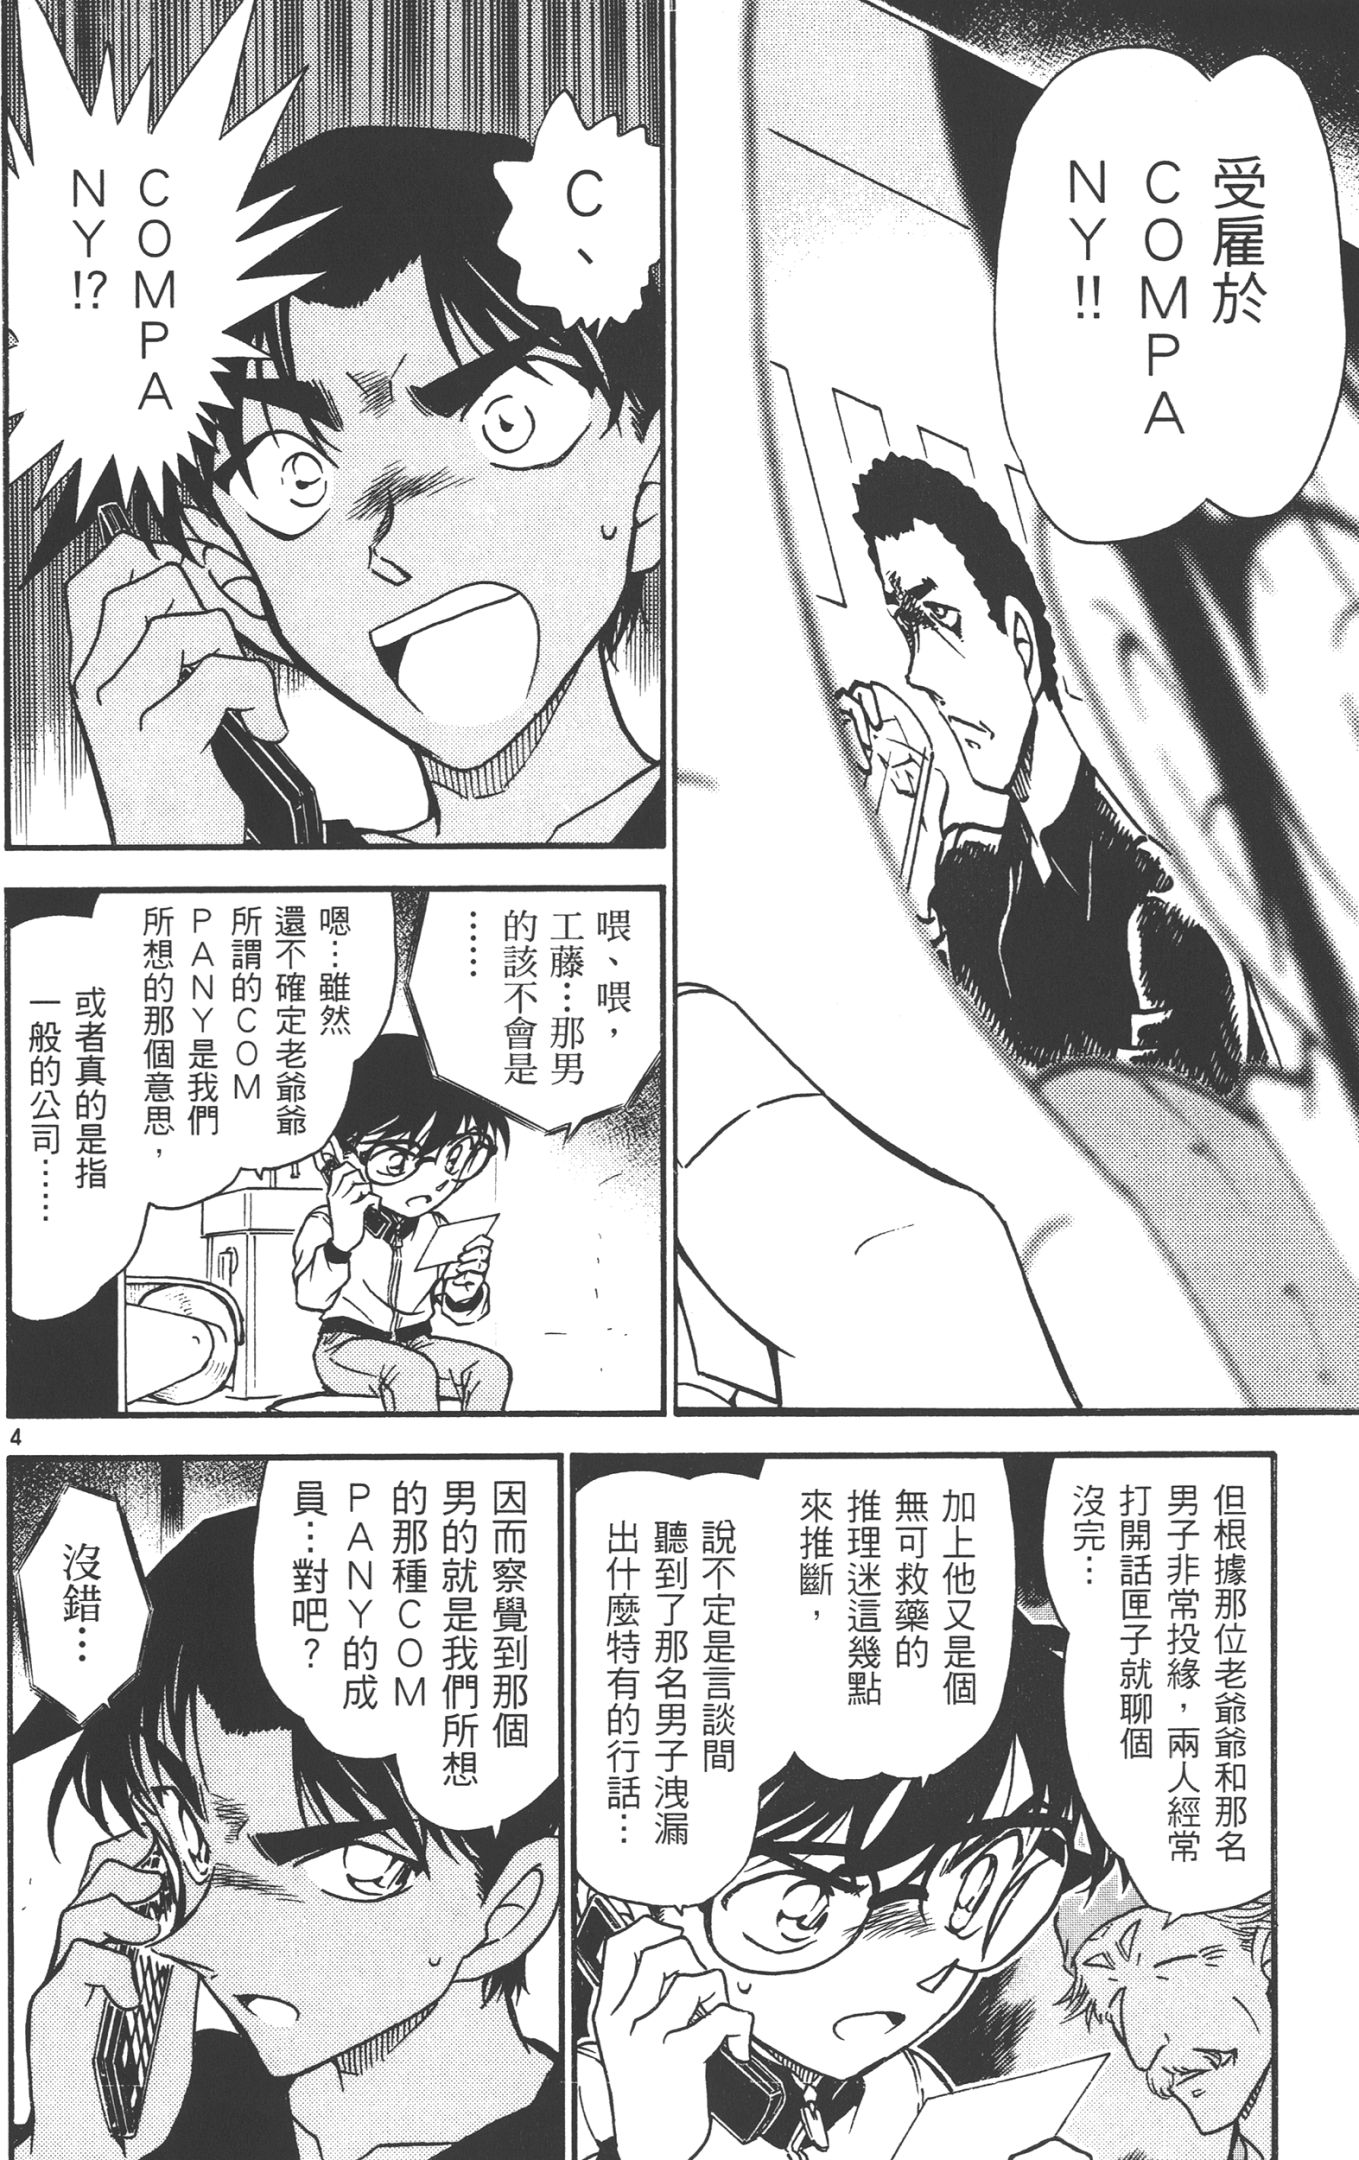 受雇於
COMPA
NY!!
C、
COMPA
NY!?
喂、喂，
工藤…那男
的該不會是
……
嗯…雖然
還不確定老爺爺
所謂的COM
PANY是我們
所想的那個意思，
或者真的是指
一般的公司……
4
但根據那位老爺爺和那名
男子非常投緣，兩人經常
打開話匣子就聊個
沒完…
加上他又是個
無可救藥的
推理迷這幾點
來推斷，
說不定是言談間
聽到了那名男子洩漏
出什麼特有的行話…
因而察覺到那個
男的就是我們所想
的那種COM
PANY的成
員…對吧？
沒錯…